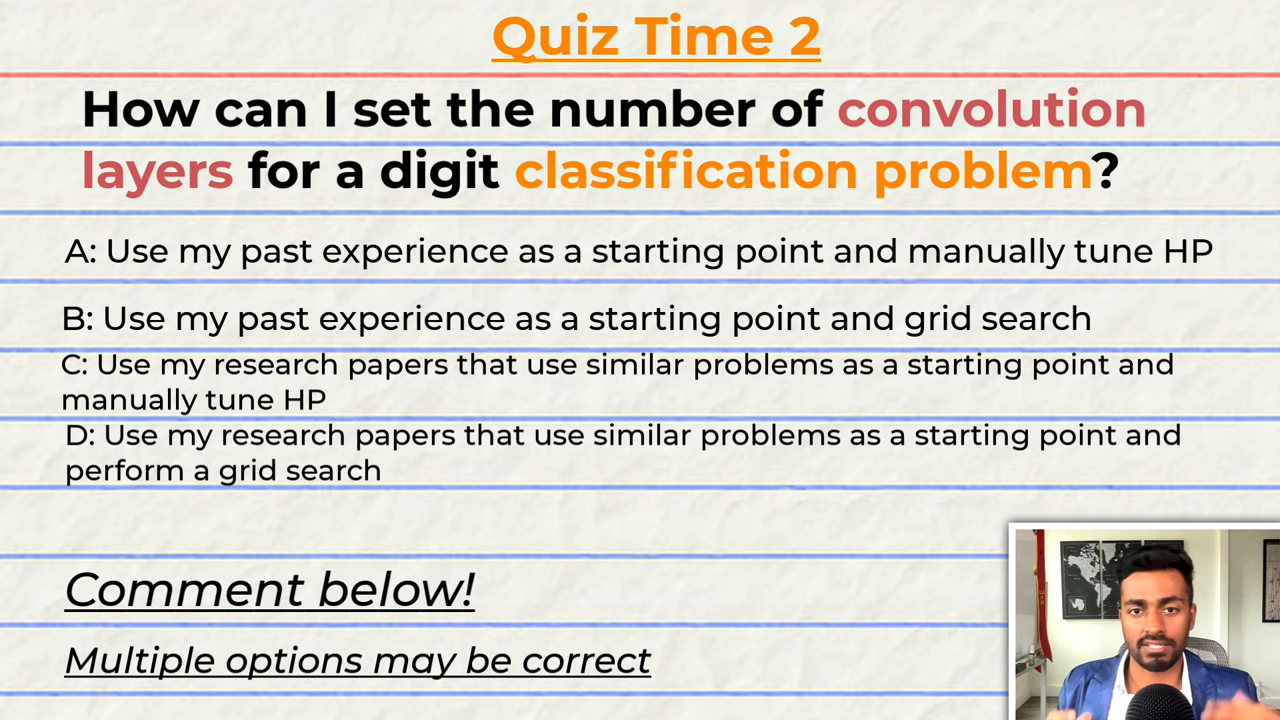 Quiz Time 2
How can I set the number of convolution
layers for a digit classification problem?
A: Use my past experience as a starting point and manually tune HP
B: Use my past experience as a starting point and grid search
C: Use my research papers that use similar problems as a starting point and
manually tune HP
D: Use my research papers that use similar problems as a starting point and
perform a grid search
Comment below!
Multiple options may be correct